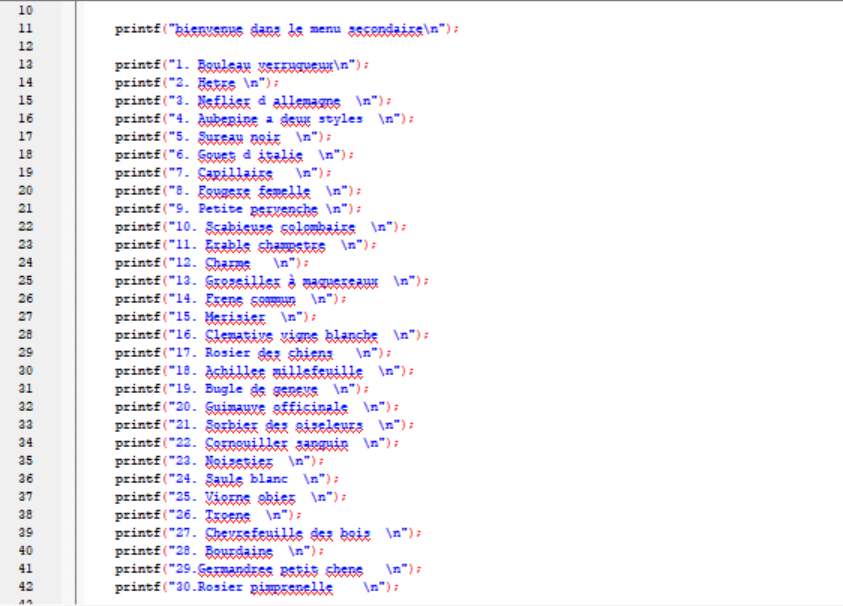 10
11 printf("bienvenue dans le menu secondaire\n");
12
13 printf("1. Bouleau verruqueux\n");
14 printf("2. Hetre \n");
15 printf("3. Neflier d allemagne  \n");
16 printf("4. Aubepine a deux styles  \n");
17 printf("5. Sureau noir  \n");
18 printf("6. Gouet d italie  \n");
19 printf("7. Capillaire   \n");
20 printf("8. Fougere femelle  \n");
21 printf("9. Petite pervenche \n");
22 printf("10. Scabieuse colombaire  \n");
23 printf("11. Erable champetre  \n");
24 printf("12. Charme   \n");
25 printf("13. Groseiller à maquereaux  \n");
26 printf("14. Frene commun  \n");
27 printf("15. Merisier  \n");
28 printf("16. Clemative vigne blanche  \n");
29 printf("17. Rosier des chiens   \n");
30 printf("18. Achillee millefeuille  \n");
31 printf("19. Bugle de geneve  \n");
32 printf("20. Guimauve officinale  \n");
33 printf("21. Sorbier des oiseleurs  \n");
34 printf("22. Cornouiller sanguin  \n");
35 printf("23. Noisetier  \n");
36 printf("24. Saule blanc  \n");
37 printf("25. Viorne obier  \n");
38 printf("26. Troene  \n");
39 printf("27. Chevrefeuille des bois  \n");
40 printf("28. Bourdaine  \n");
41 printf("29.Germandree petit chene  \n");
42 printf("30.Rosier pimprenelle    \n");